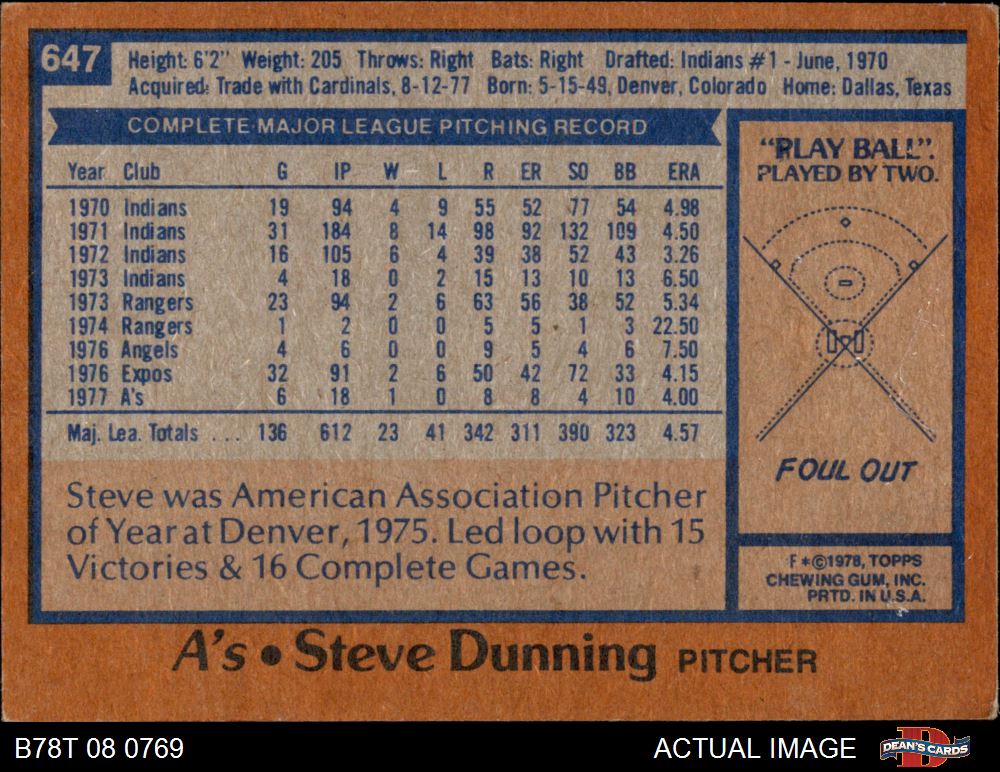 647
Height: 6'2" Weight: 205 Throws: Right Bats: Right Drafted: Indians #1 - June, 1970
Acquired: Trade with Cardinals, 8-12-77 Born: 5-15-49, Denver, Colorado Home: Dallas, Texas
COMPLETE MAJOR LEAGUE PITCHING RECORD
Year Club G IP W L R ER SO BB ERA
1970 Indians 19 94 4 9 55 52 77 54 4.98
1971 Indians 31 184 8 14 98 92 132 109 4.50
1972 Indians 16 105 6 4 39 38 52 43 3.26
1973 Indians 4 18 0 2 15 13 10 13 6.50
1973 Rangers 23 94 2 6 63 56 38 52 5.34
1974 Rangers 1 2 0 0 5 5 1 3 22.50
1976 Angels 4 6 0 0 9 5 4 6 7.50
1976 Expos 32 91 2 6 50 42 72 33 4.15
1977 A's 6 18 1 0 8 8 4 10 4.00
Maj. Lea. Totals ... 136 612 23 41 342 311 390 323 4.57
Steve was American Association Pitcher
of Year at Denver, 1975. Led loop with 15
Victories & 16 Complete Games.
"PLAY BALL".
PLAYED BY TWO.
FOUL OUT
F*©1978, TOPPS
CHEWING GUM, INC.
PRTD. IN U.S.A.
A's • Steve Dunning PITCHER
B78T 08 0769
ACTUAL IMAGE
DEAN'S CARDS